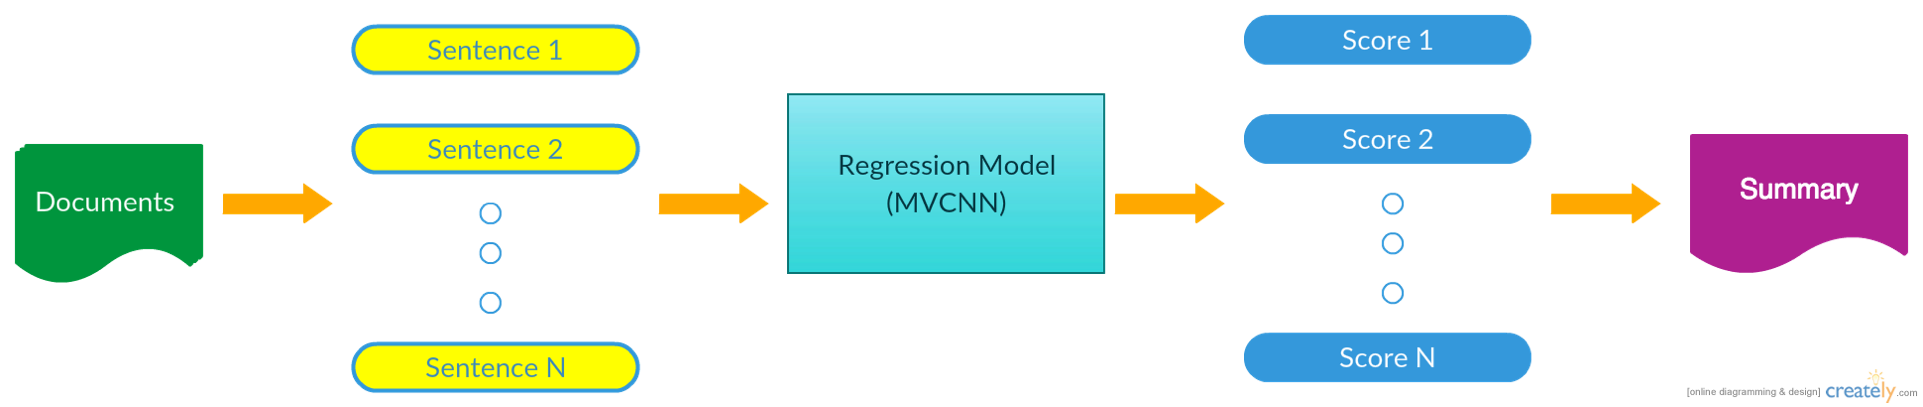 Documents
Sentence 1
Sentence 2
Sentence N
Regression Model
(MVCNN)
Score 1
Score 2
Score N
Summary
[online diagramming & design] creately.com